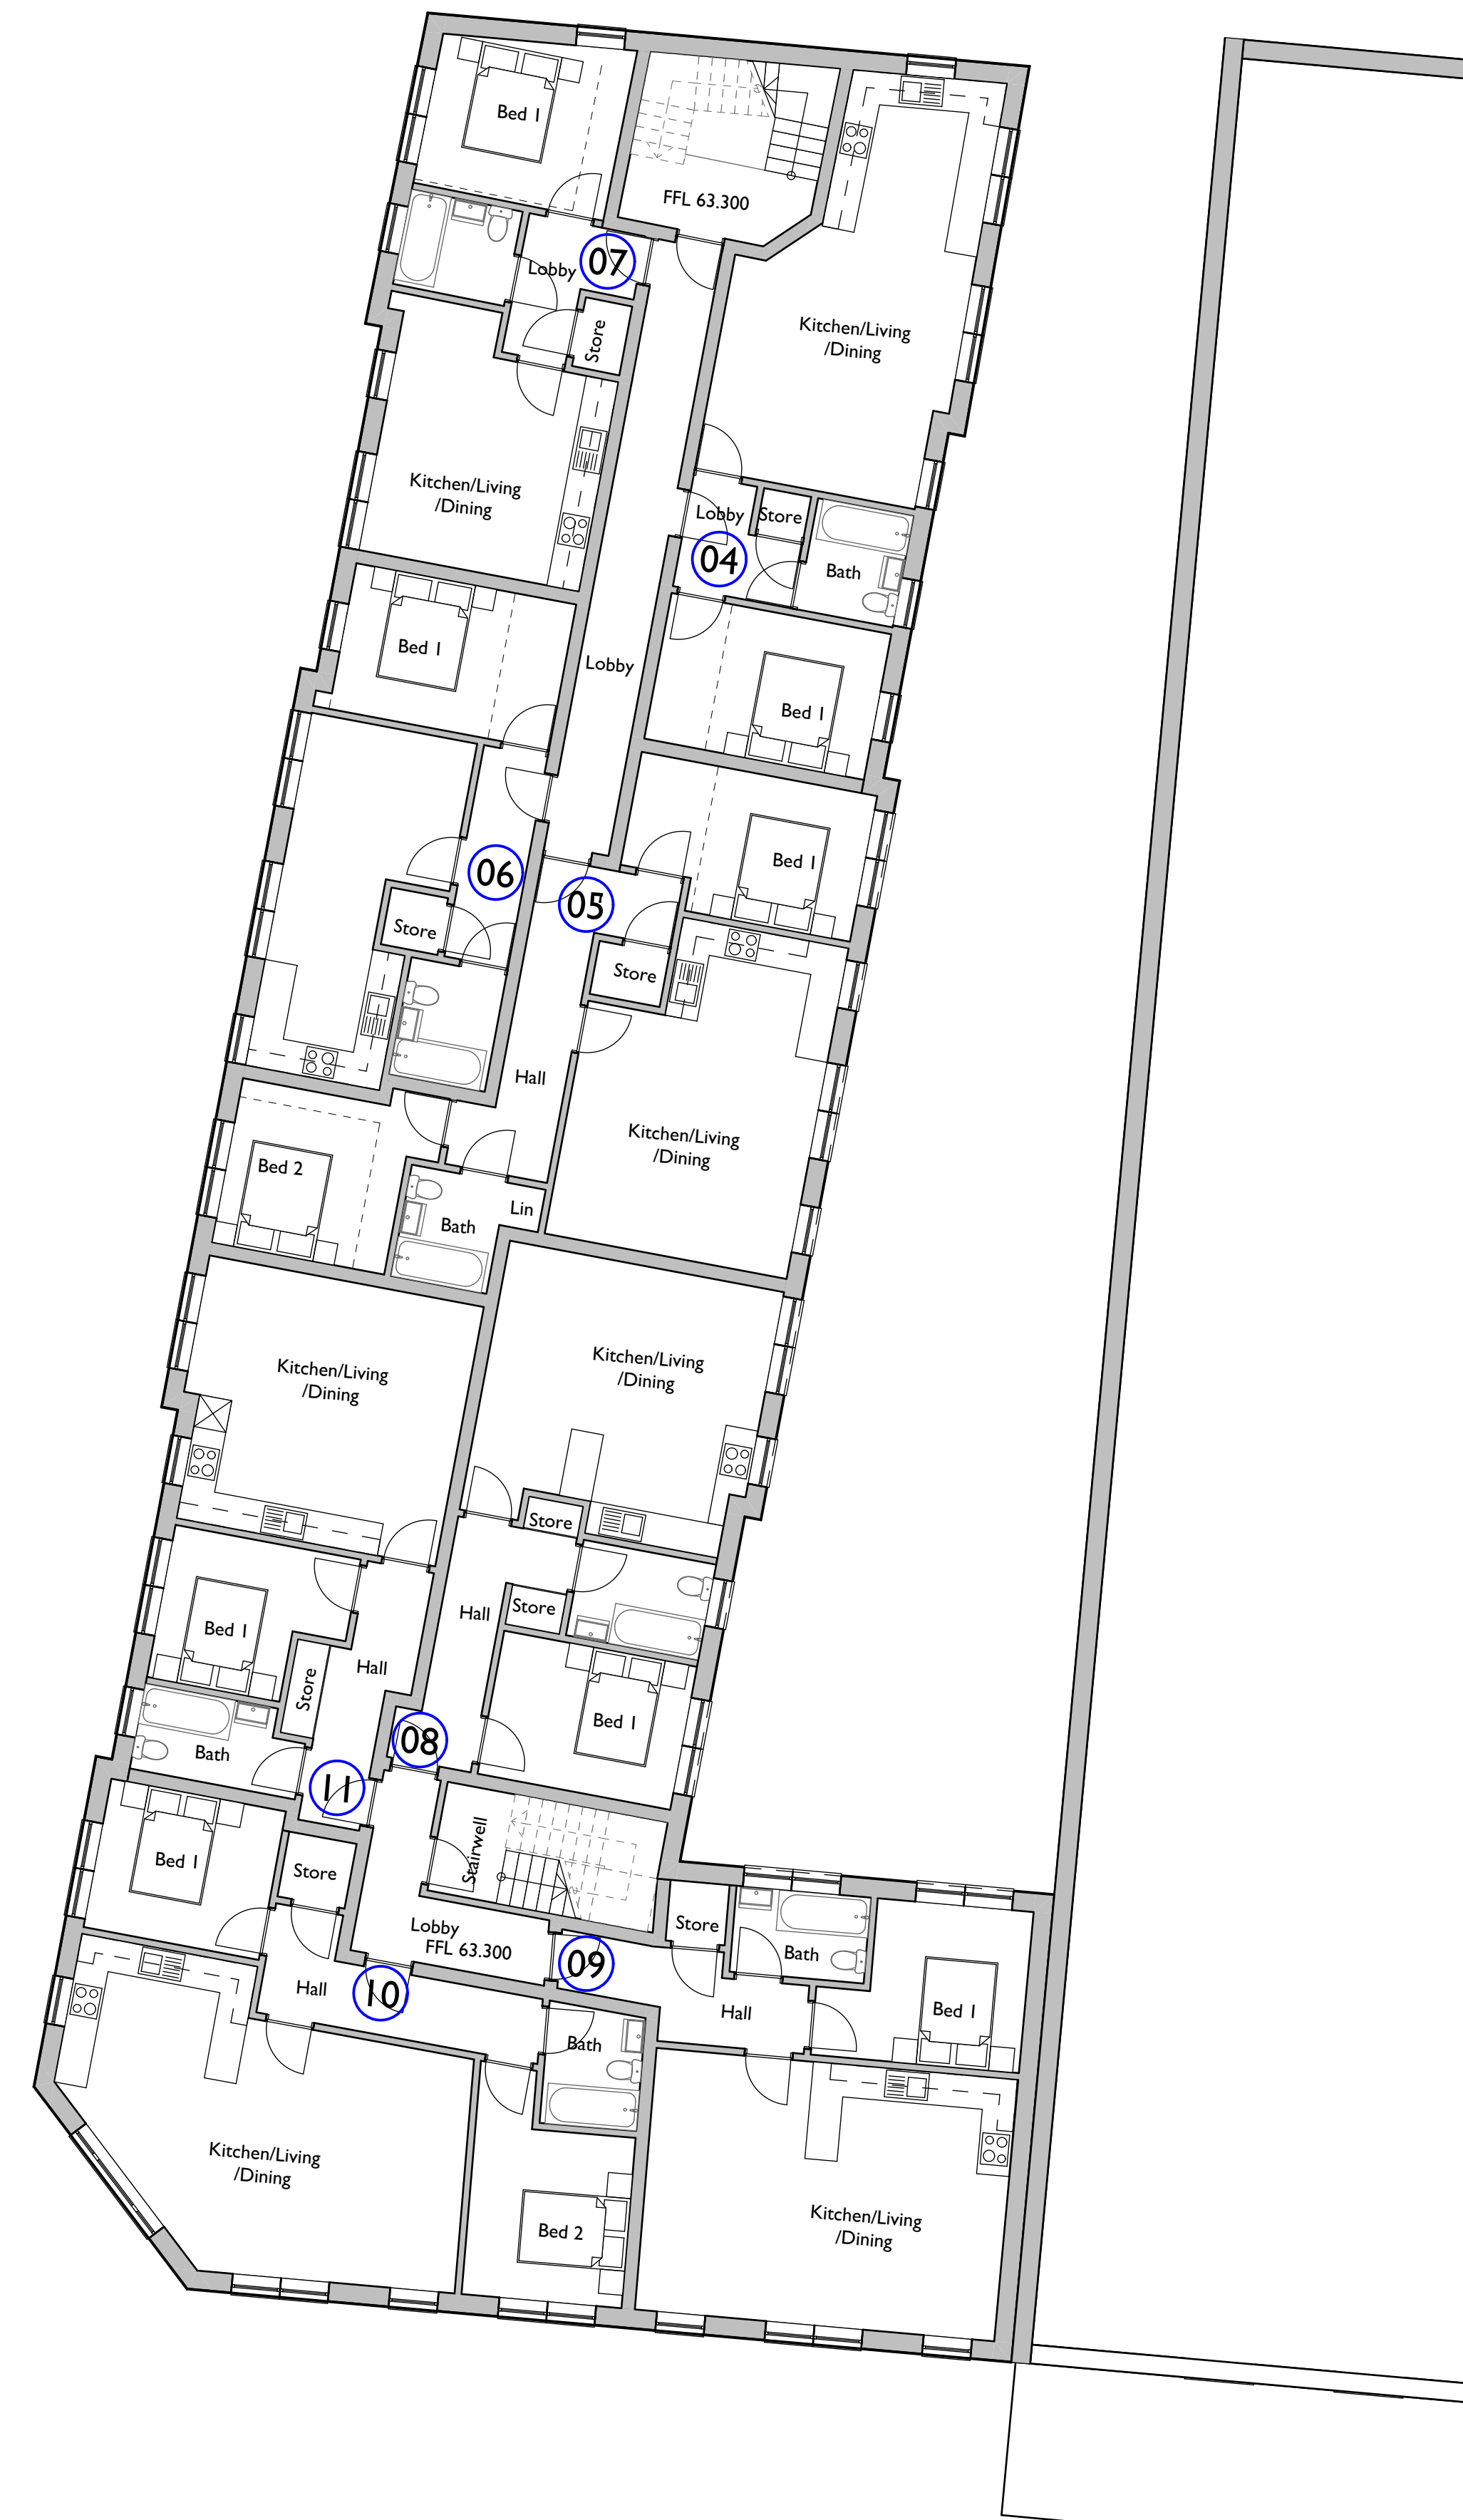 Bed 1
FFL 63.300
Lobby
07
Store
Kitchen/Living
/Dining
Kitchen/Living
/Dining
Lobby
Store
04
Bath
Bed 1
Lobby
Bed 1
Bed 1
06
05
Store
Store
Hall
Kitchen/Living
/Dining
Bed 2
Lin
Bath
Kitchen/Living
/Dining
Kitchen/Living
/Dining
Store
Store
Hall
Bed 1
Hall
Store
Bed 1
08
Bath
11
Stairwell
Bed 1
Store
Lobby
FFL 63.300
Store
09
Bath
Hall
10
Hall
Bed 1
Bath
Kitchen/Living
/Dining
Kitchen/Living
/Dining
Bed 2